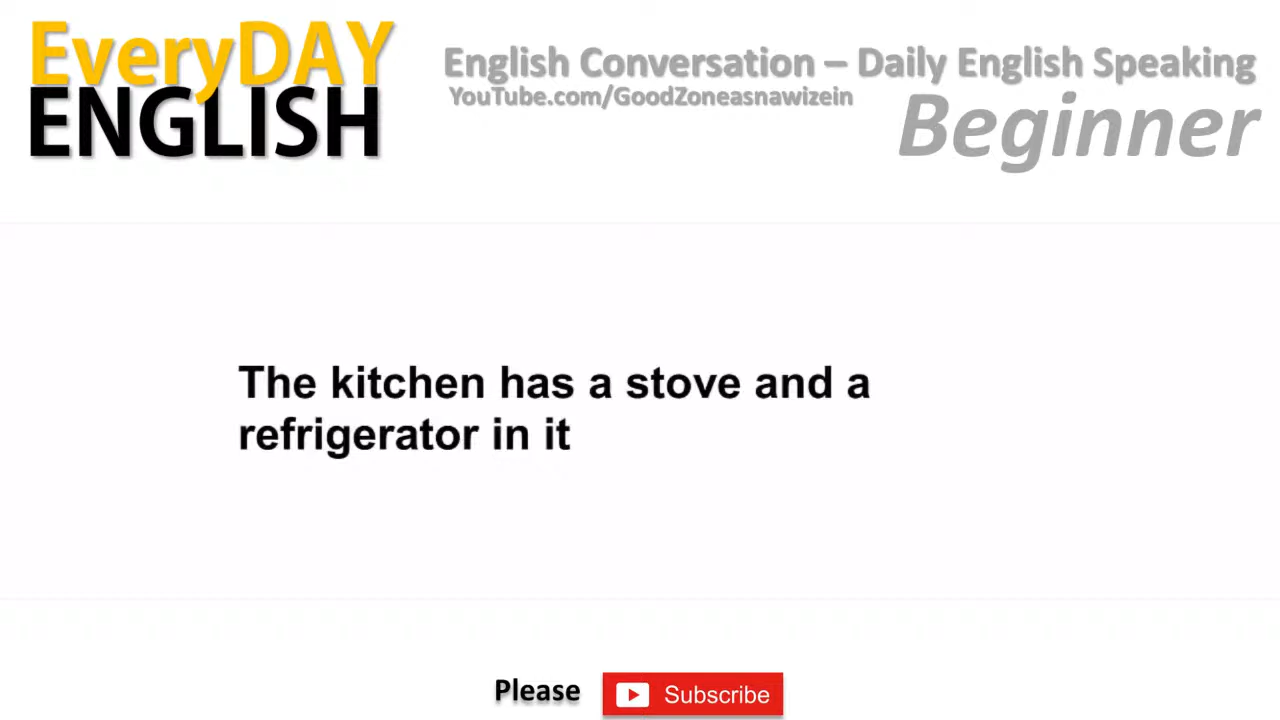 EveryDAY
ENGLISH
English Conversation – Daily English Speaking
YouTube.com/GoodZoneasnawizein
Beginner
The kitchen has a stove and a
refrigerator in it
Please
Subscribe